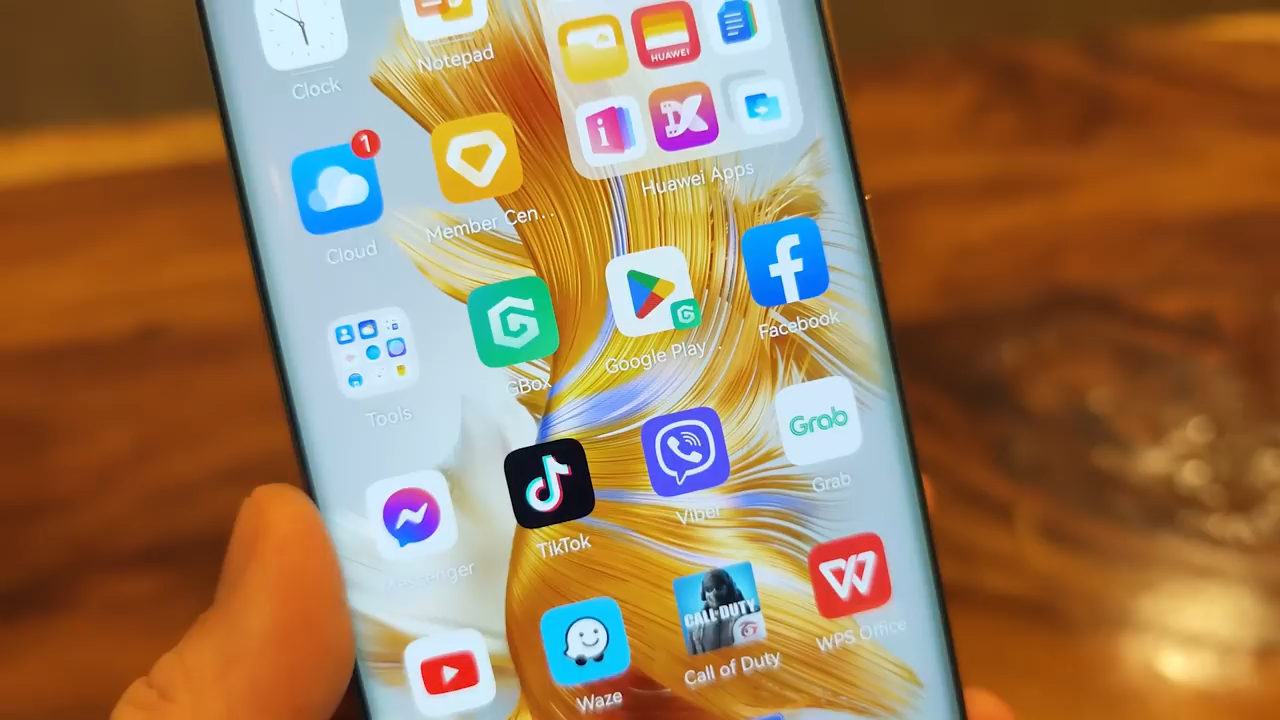 Clock
Notepad
HUAWEI
i
Huawei Apps
1
Cloud
Member Cen...
Tools
GBox
Google Play...
f
Facebook
Messenger
TikTok
Viber
Grab
Grab
Waze
CALL OF DUTY
Call of Duty
W
WPS Office